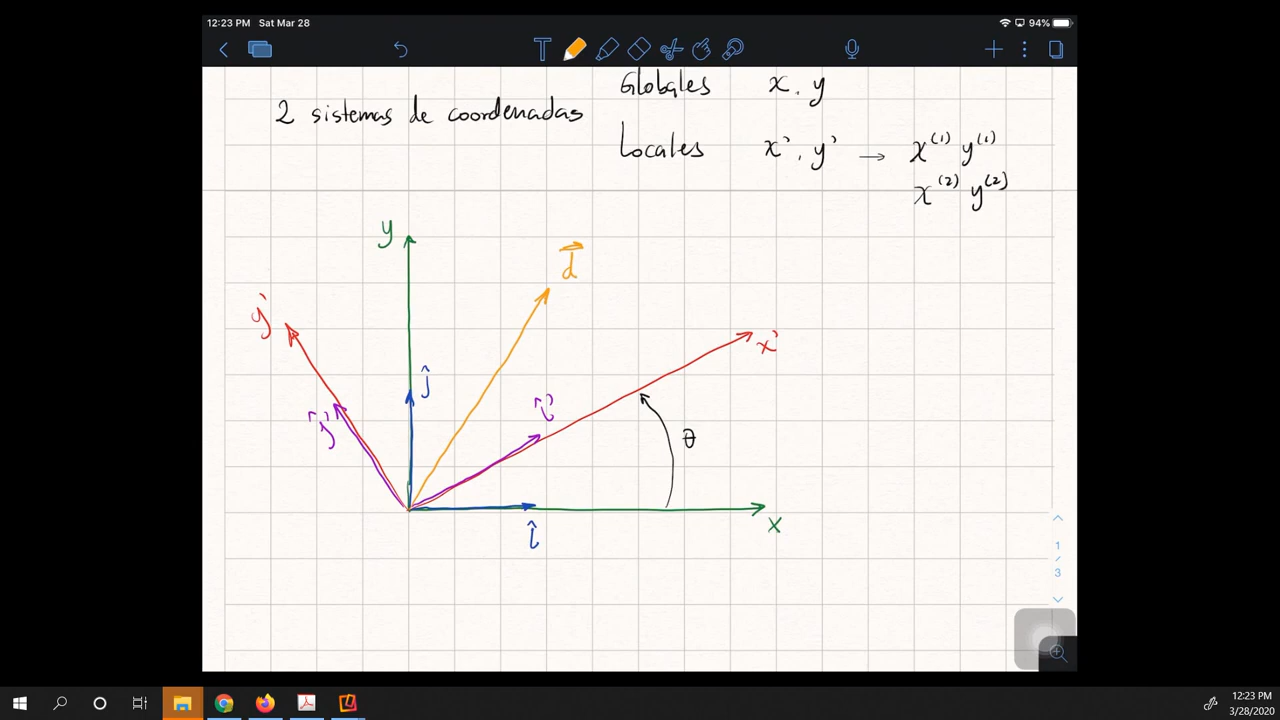 12:23 PM Sat Mar 28
94%
Globales x, y
2 sistemas de coordenadas
Locales x', y' → x⁽¹⁾ y⁽¹⁾
x⁽²⁾ y⁽²⁾
y
d⃗
y'
x'
ĵ
î'
ĵ'
θ
î
x
1
/
3
12:23 PM
3/28/2020